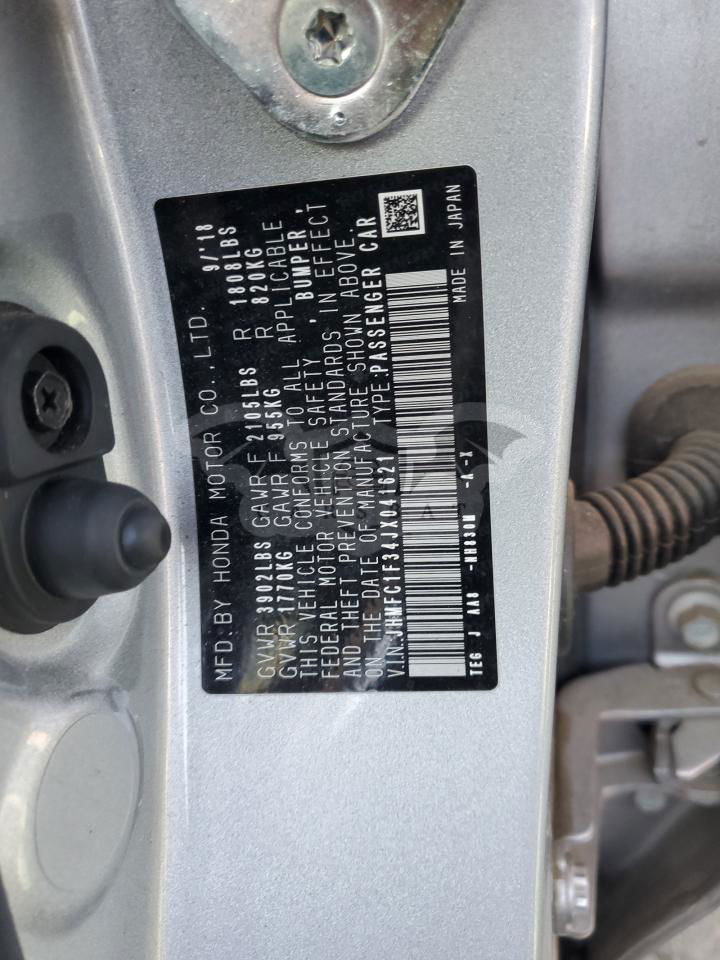 MFD. BY HONDA MOTOR CO., LTD. 9/'18
GVWR 3902LBS GAWR F 2105LBS R 1808LBS
GVWR 1770KG GAWR F 955KG R 820KG
THIS VEHICLE CONFORMS TO ALL APPLICABLE
FEDERAL MOTOR VEHICLE SAFETY , BUMPER,
AND THEFT PREVENTION STANDARDS IN EFFECT
ON THE DATE OF MANUFACTURE SHOWN ABOVE.
V.I.N:JHMFC1F34JX041621 TYPE:PASSENGER CAR
TEG J AA8 -NH830M -A-X MADE IN JAPAN